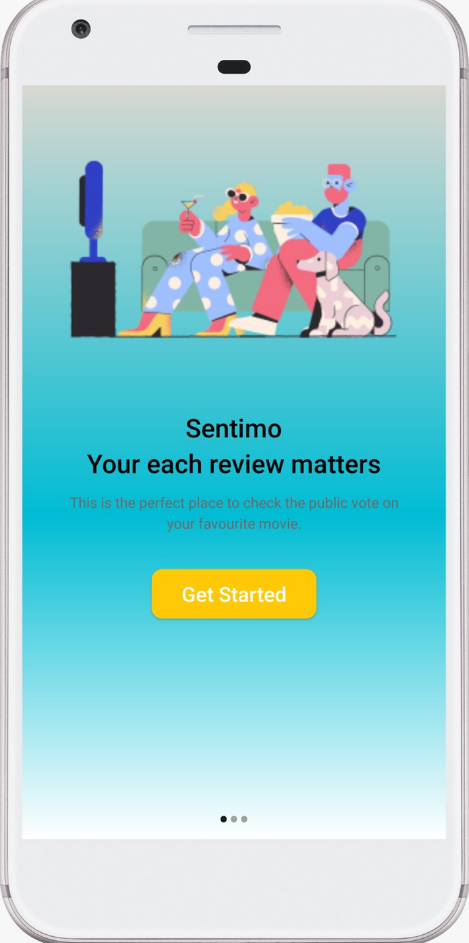 Sentimo
Your each review matters
This is the perfect place to check the public vote on
your favourite movie.
Get Started